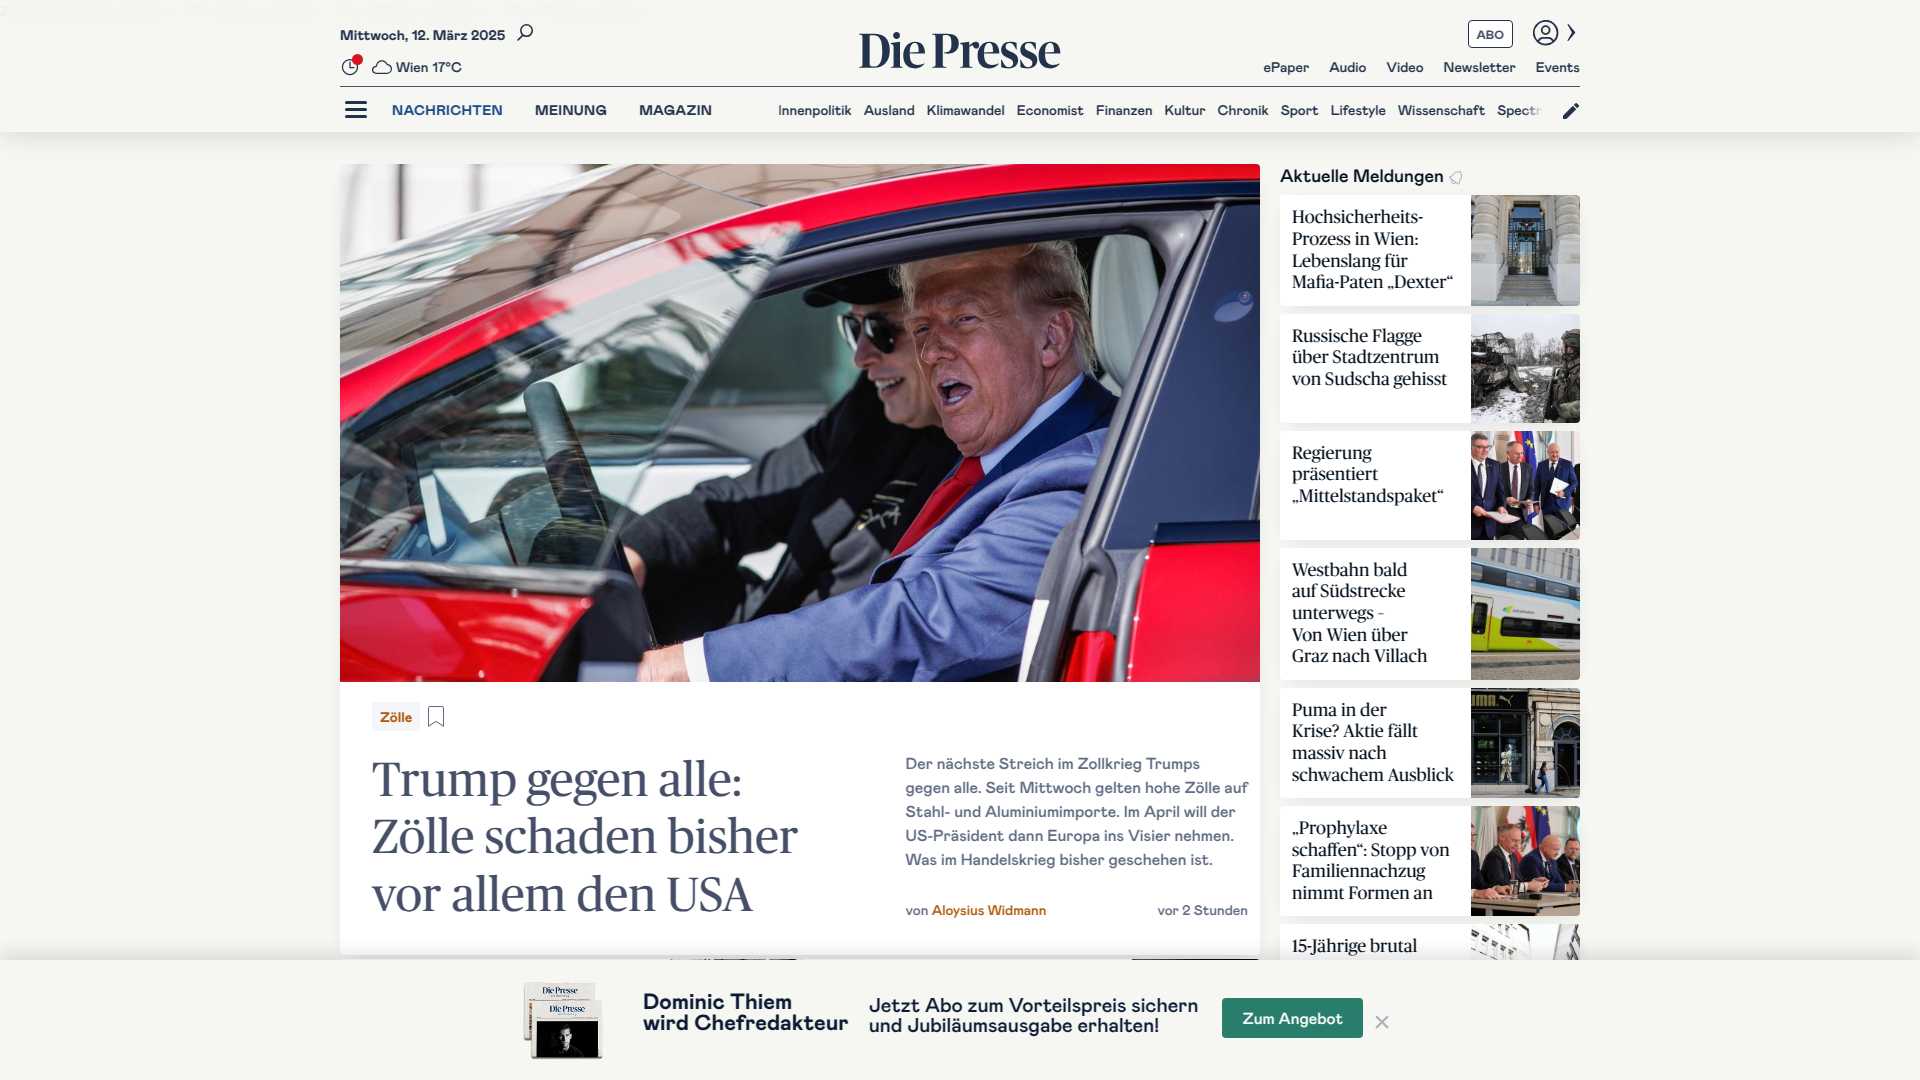 Mittwoch, 12. März 2025
Die Presse
ABO
Wien 17°C
ePaper Audio Video Newsletter Events
NACHRICHTEN MEINUNG MAGAZIN
Innenpolitik Ausland Klimawandel Economist Finanzen Kultur Chronik Sport Lifestyle Wissenschaft Spectr
Zölle
Trump gegen alle:
Zölle schaden bisher
vor allem den USA
Der nächste Streich im Zollkrieg Trumps
gegen alle. Seit Mittwoch gelten hohe Zölle auf
Stahl- und Aluminiumimporte. Im April will der
US-Präsident dann Europa ins Visier nehmen.
Was im Handelskrieg bisher geschehen ist.
von Aloysius Widmann
vor 2 Stunden
Aktuelle Meldungen
Hochsicherheits-
Prozess in Wien:
Lebenslang für
Mafia-Paten „Dexter“
Russische Flagge
über Stadtzentrum
von Sudscha gehisst
Regierung
präsentiert
„Mittelstandspaket“
Westbahn bald
auf Südstrecke
unterwegs –
Von Wien über
Graz nach Villach
Puma in der
Krise? Aktie fällt
massiv nach
schwachem Ausblick
„Prophylaxe
schaffen“: Stopp von
Familiennachzug
nimmt Formen an
15-Jährige brutal
Die Presse
Die Presse
Dominic Thiem
wird Chefredakteur
Jetzt Abo zum Vorteilspreis sichern
und Jubiläumsausgabe erhalten!
Zum Angebot